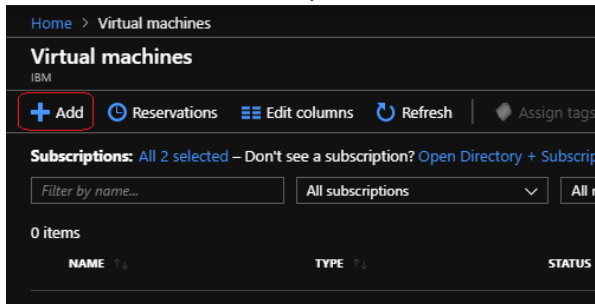 Home > Virtual machines
Virtual machines
IBM
Add Reservations Edit columns Refresh Assign tags
Subscriptions: All 2 selected – Don't see a subscription? Open Directory + Subscrip
Filter by name... All subscriptions All r
0 items
NAME TYPE STATUS